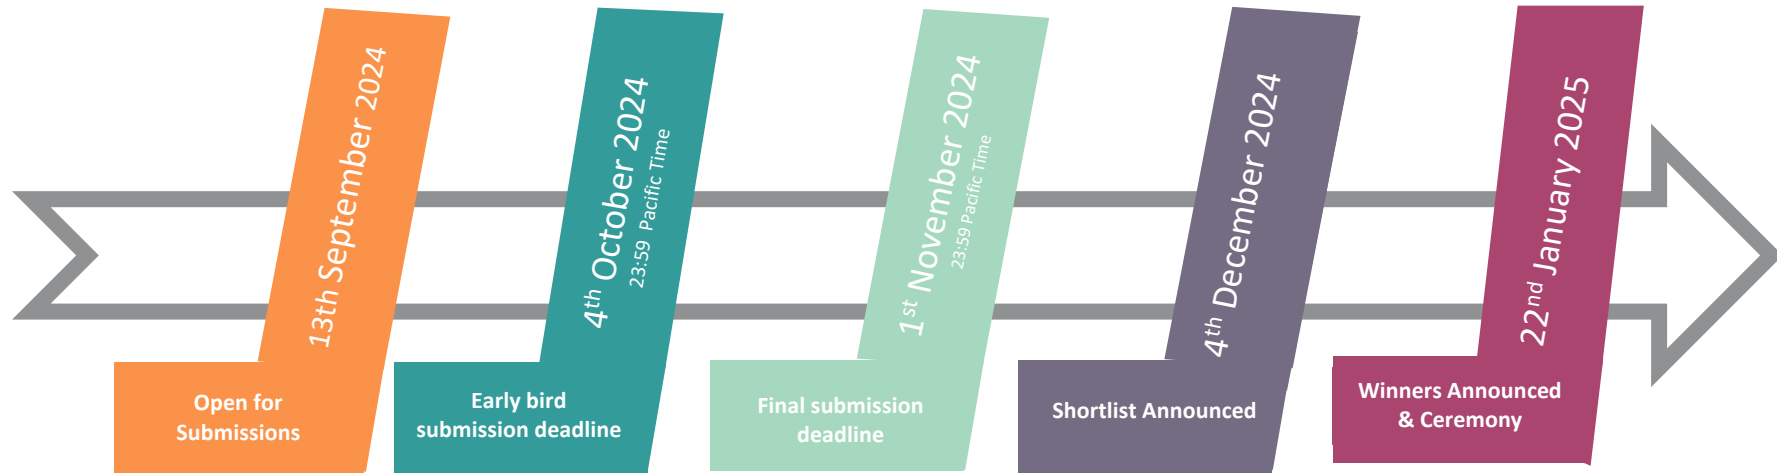 13th September 2024
Open for
Submissions
4th October 2024
23:59 Pacific Time
Early bird
submission deadline
1st November 2024
23:59 Pacific Time
Final submission
deadline
4th December 2024
Shortlist Announced
22nd January 2025
Winners Announced
& Ceremony